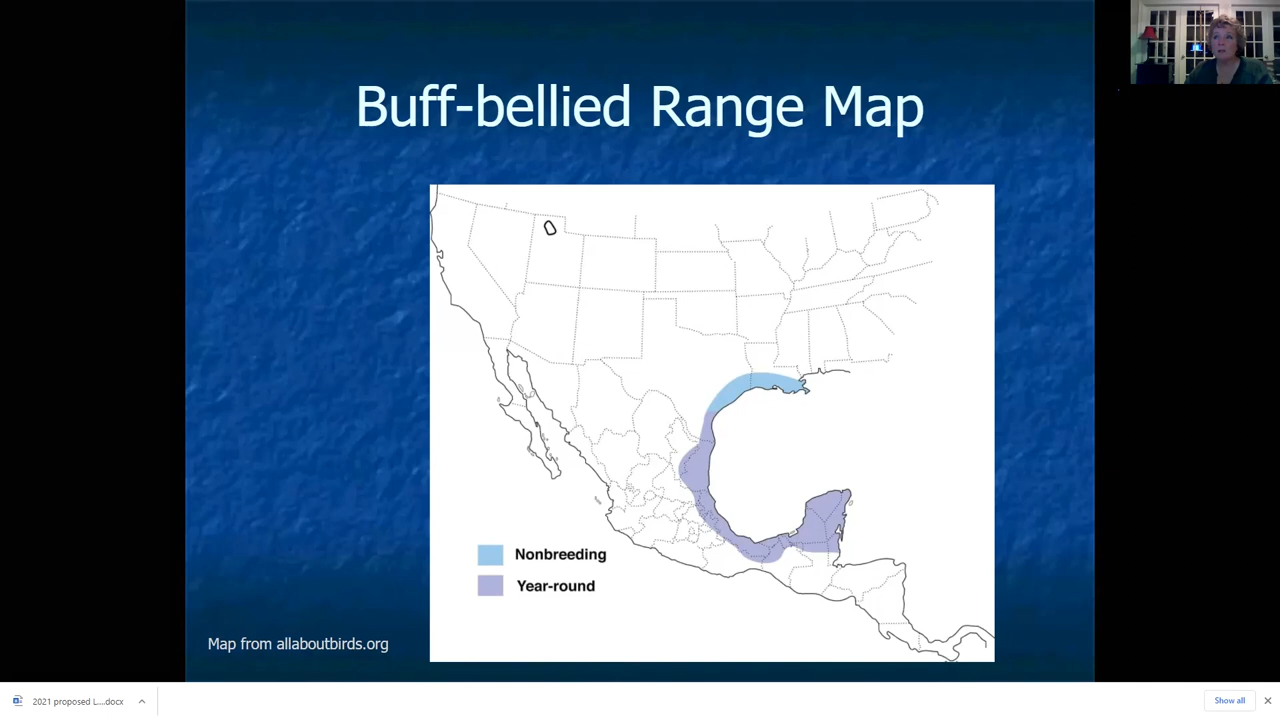 Buff-bellied Range Map
Nonbreeding
Year-round
Map from allaboutbirds.org
2021 proposed L....docx
Show all